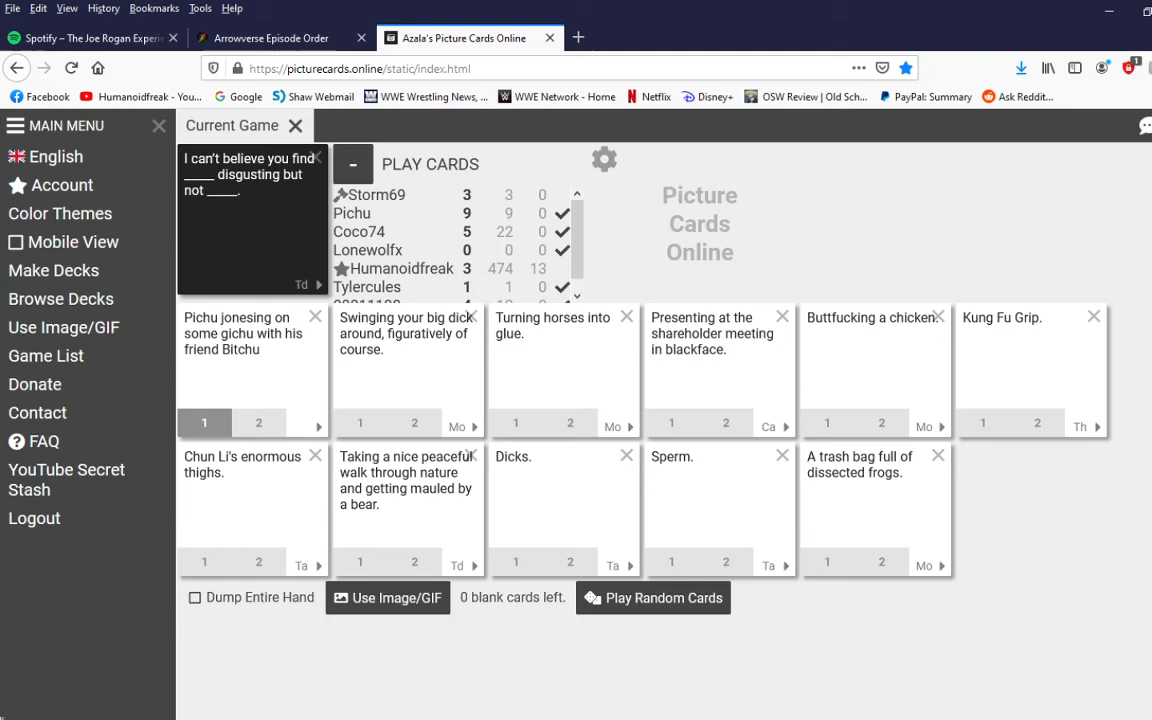 File Edit View History Bookmarks Tools Help
Spotify – The Joe Rogan Experi
Arrowverse Episode Order
Azala's Picture Cards Online
https://picturecards.online/static/index.html
1
Facebook
Humanoidfreak - You...
Google
Shaw Webmail
WWE Wrestling News, ...
WWE Network - Home
Netflix
Disney+
OSW Review | Old Sch...
PayPal: Summary
Ask Reddit...
MAIN MENU
English
Account
Color Themes
Mobile View
Make Decks
Browse Decks
Use Image/GIF
Game List
Donate
Contact
FAQ
YouTube Secret
Stash
Logout
Current Game
I can't believe you find
_____ disgusting but
not _____.
Td
- PLAY CARDS
Storm69 3 3 0
Pichu 9 9 0
Coco74 5 22 0
Lonewolfx 0 0 0
Humanoidfreak 3 474 13
Tylercules 1 1 0
Picture
Cards
Online
Pichu jonesing on
some gichu with his
friend Bitchu
1 2
Swinging your big dick
around, figuratively of
course.
1 2 Mo
Turning horses into
glue.
1 2 Mo
Presenting at the
shareholder meeting
in blackface.
1 2 Ca
Buttfucking a chicken.
1 2 Mo
Kung Fu Grip.
1 2 Th
Chun Li's enormous
thighs.
1 2 Ta
Taking a nice peaceful
walk through nature
and getting mauled by
a bear.
1 2 Td
Dicks.
1 2 Ta
Sperm.
1 2 Ta
A trash bag full of
dissected frogs.
1 2 Mo
Dump Entire Hand
Use Image/GIF
0 blank cards left.
Play Random Cards